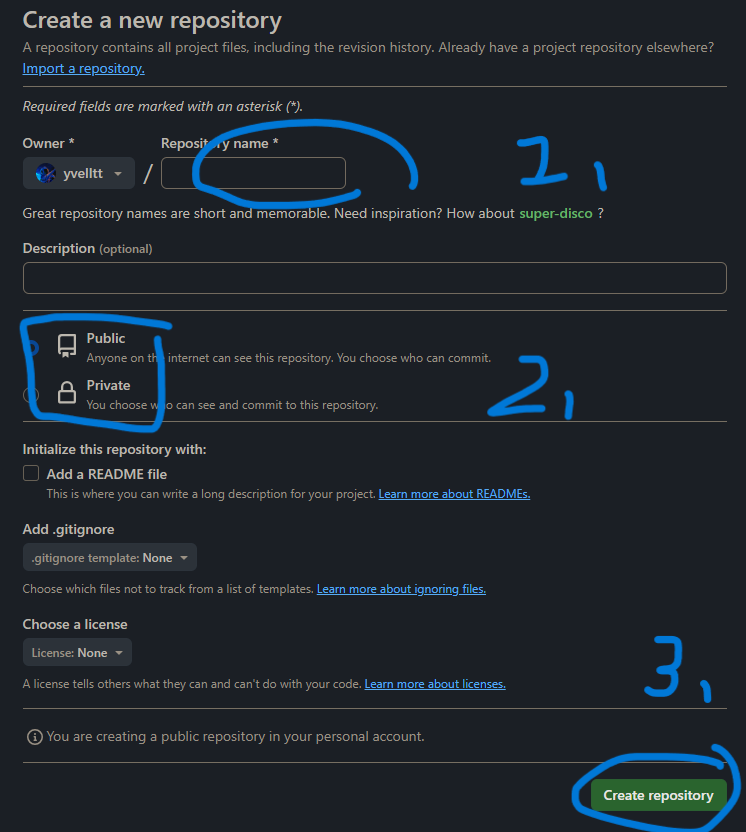 Create a new repository
A repository contains all project files, including the revision history. Already have a project repository elsewhere?
Import a repository.
Required fields are marked with an asterisk (*).
Owner *
Repository name *
yvelltt
/
1,
Great repository names are short and memorable. Need inspiration? How about super-disco ?
Description (optional)
Public
Anyone on the internet can see this repository. You choose who can commit.
Private
You choose who can see and commit to this repository.
2,
Initialize this repository with:
Add a README file
This is where you can write a long description for your project. Learn more about READMEs.
Add .gitignore
.gitignore template: None
Choose which files not to track from a list of templates. Learn more about ignoring files.
Choose a license
License: None
A license tells others what they can and can't do with your code. Learn more about licenses.
3,
You are creating a public repository in your personal account.
Create repository